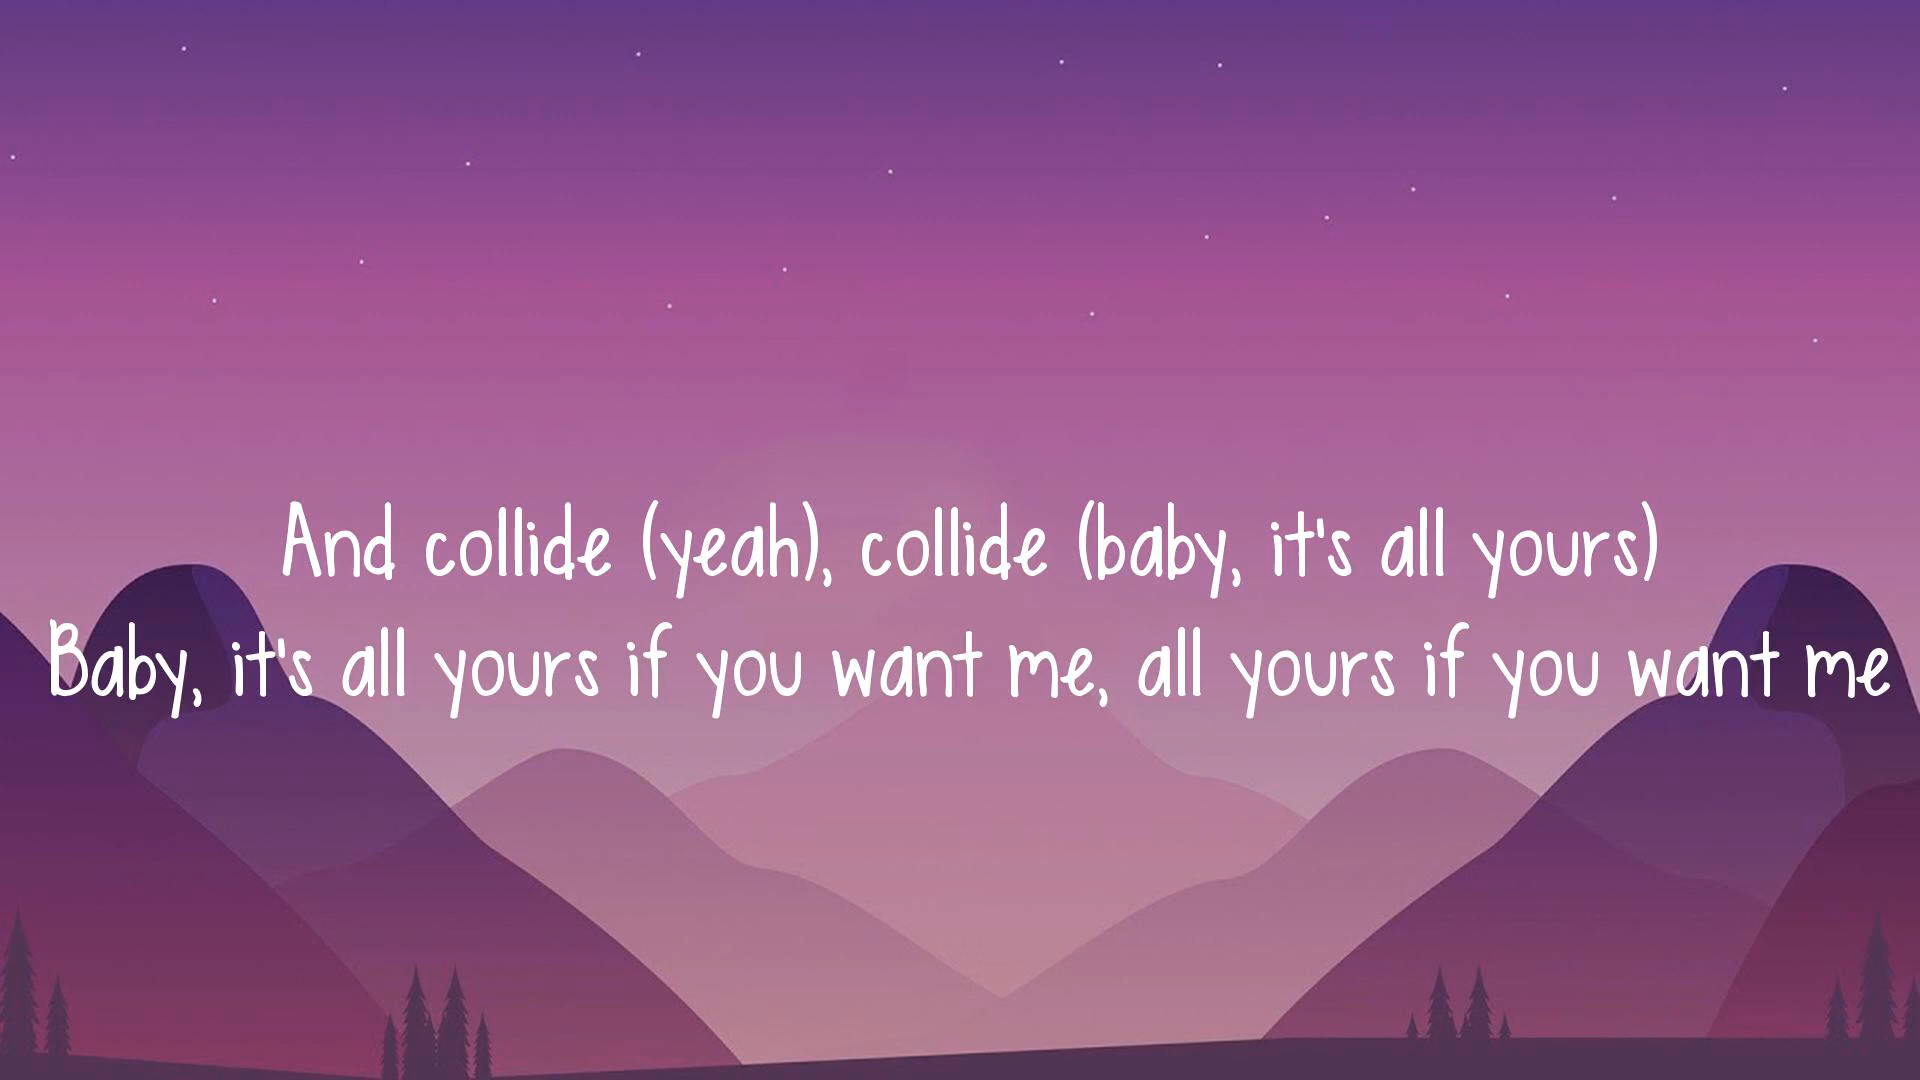 And collide (yeah), collide (baby, it's all yours)
Baby, it's all yours if you want me, all yours if you want me